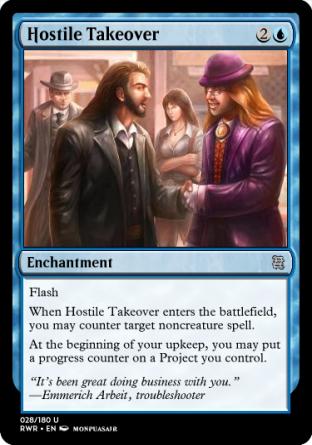 Hostile Takeover 2
Enchantment
Flash
When Hostile Takeover enters the battlefield,
you may counter target noncreature spell.
At the beginning of your upkeep, you may put
a progress counter on a Project you control.
“It’s been great doing business with you.”
—Emmerich Arbeit, troubleshooter
028/180 U
RWR • EN MONPUASAJR